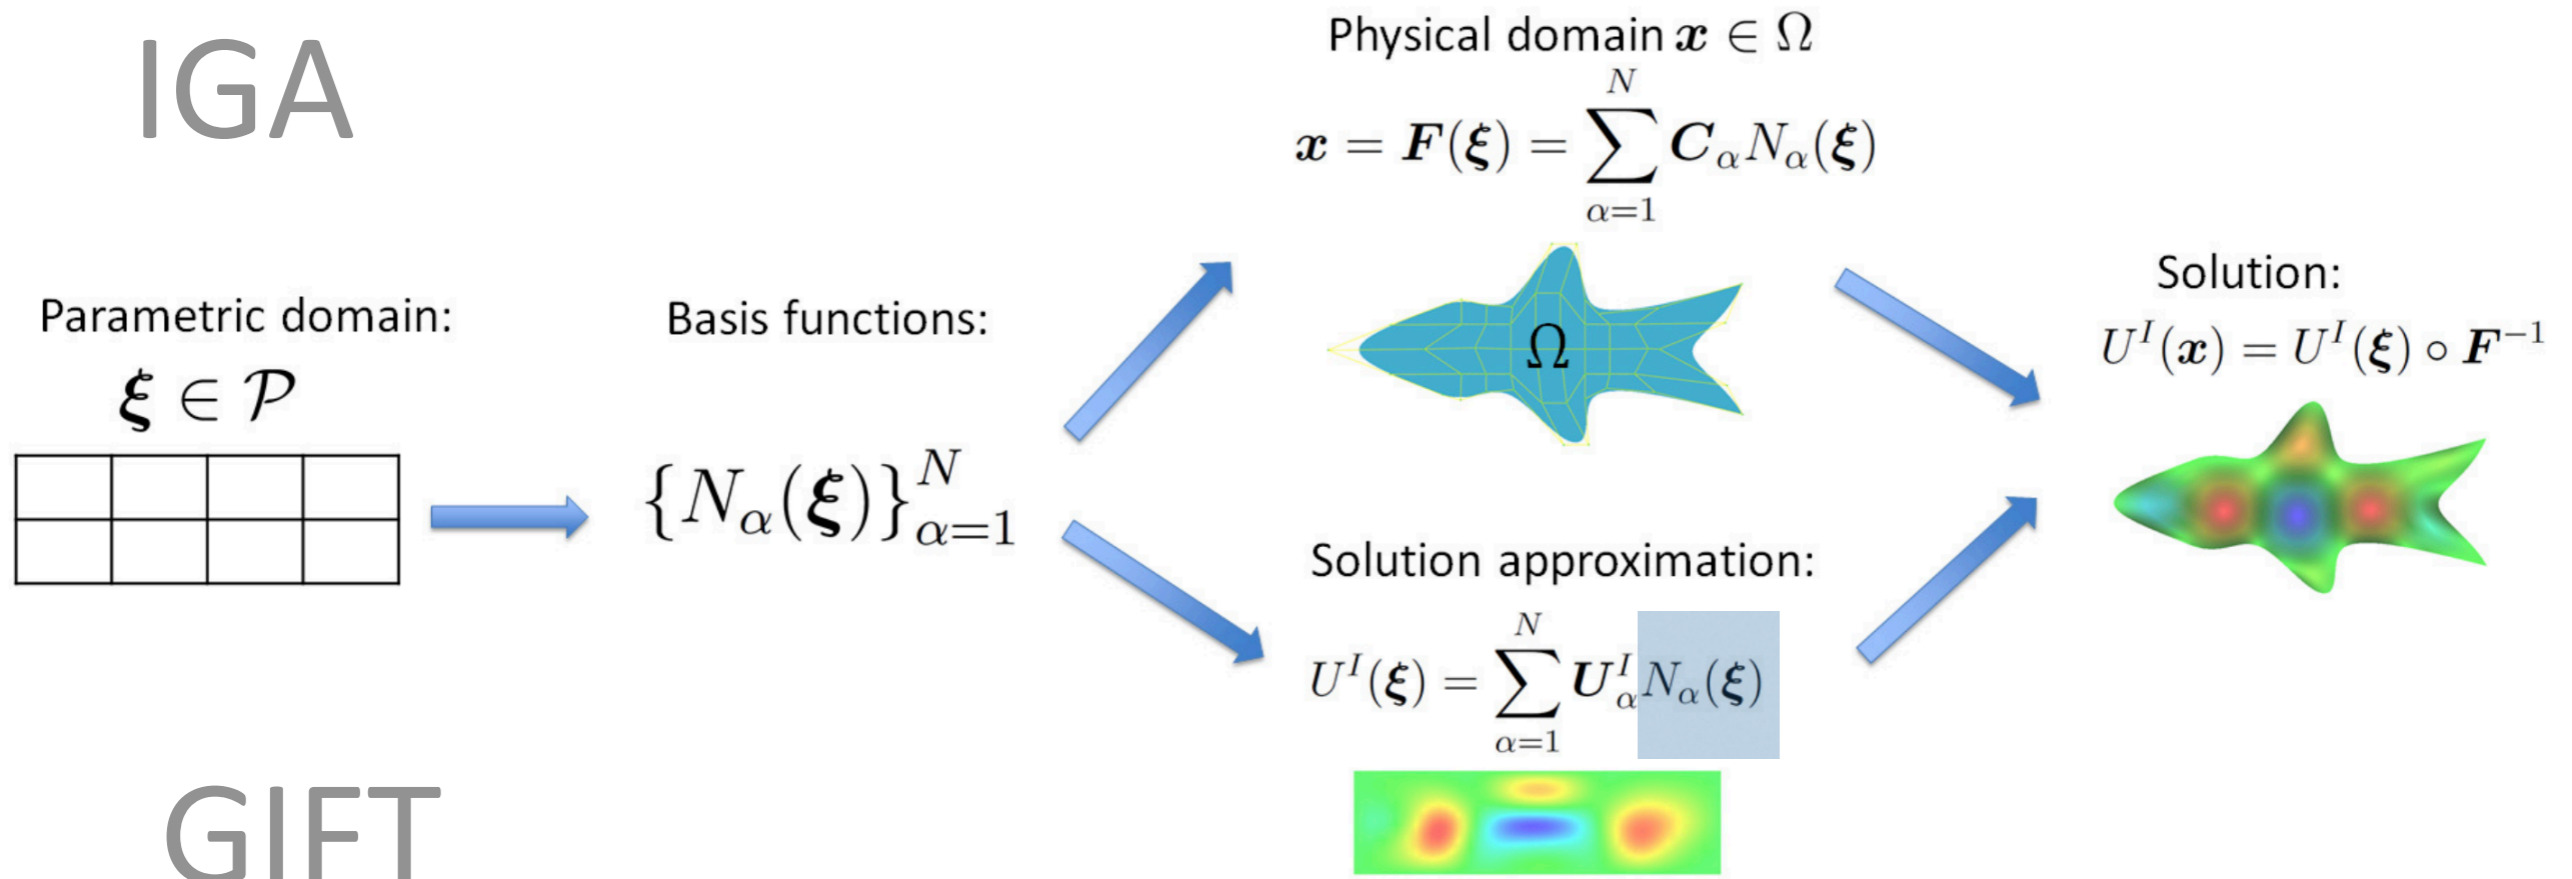 IGA
Physical domain 𝒙 ∈ Ω
𝒙 = 𝑭(𝝃) = ∑_{α=1}^{N} 𝑪_α N_α(𝝃)
Parametric domain:
𝝃 ∈ 𝒫
Basis functions:
{N_α(𝝃)}_{α=1}^{N}
Ω
Solution approximation:
U^I(𝝃) = ∑_{α=1}^{N} 𝑼_α^I N_α(𝝃)
Solution:
U^I(𝒙) = U^I(𝝃) ∘ 𝑭^{−1}
GIFT